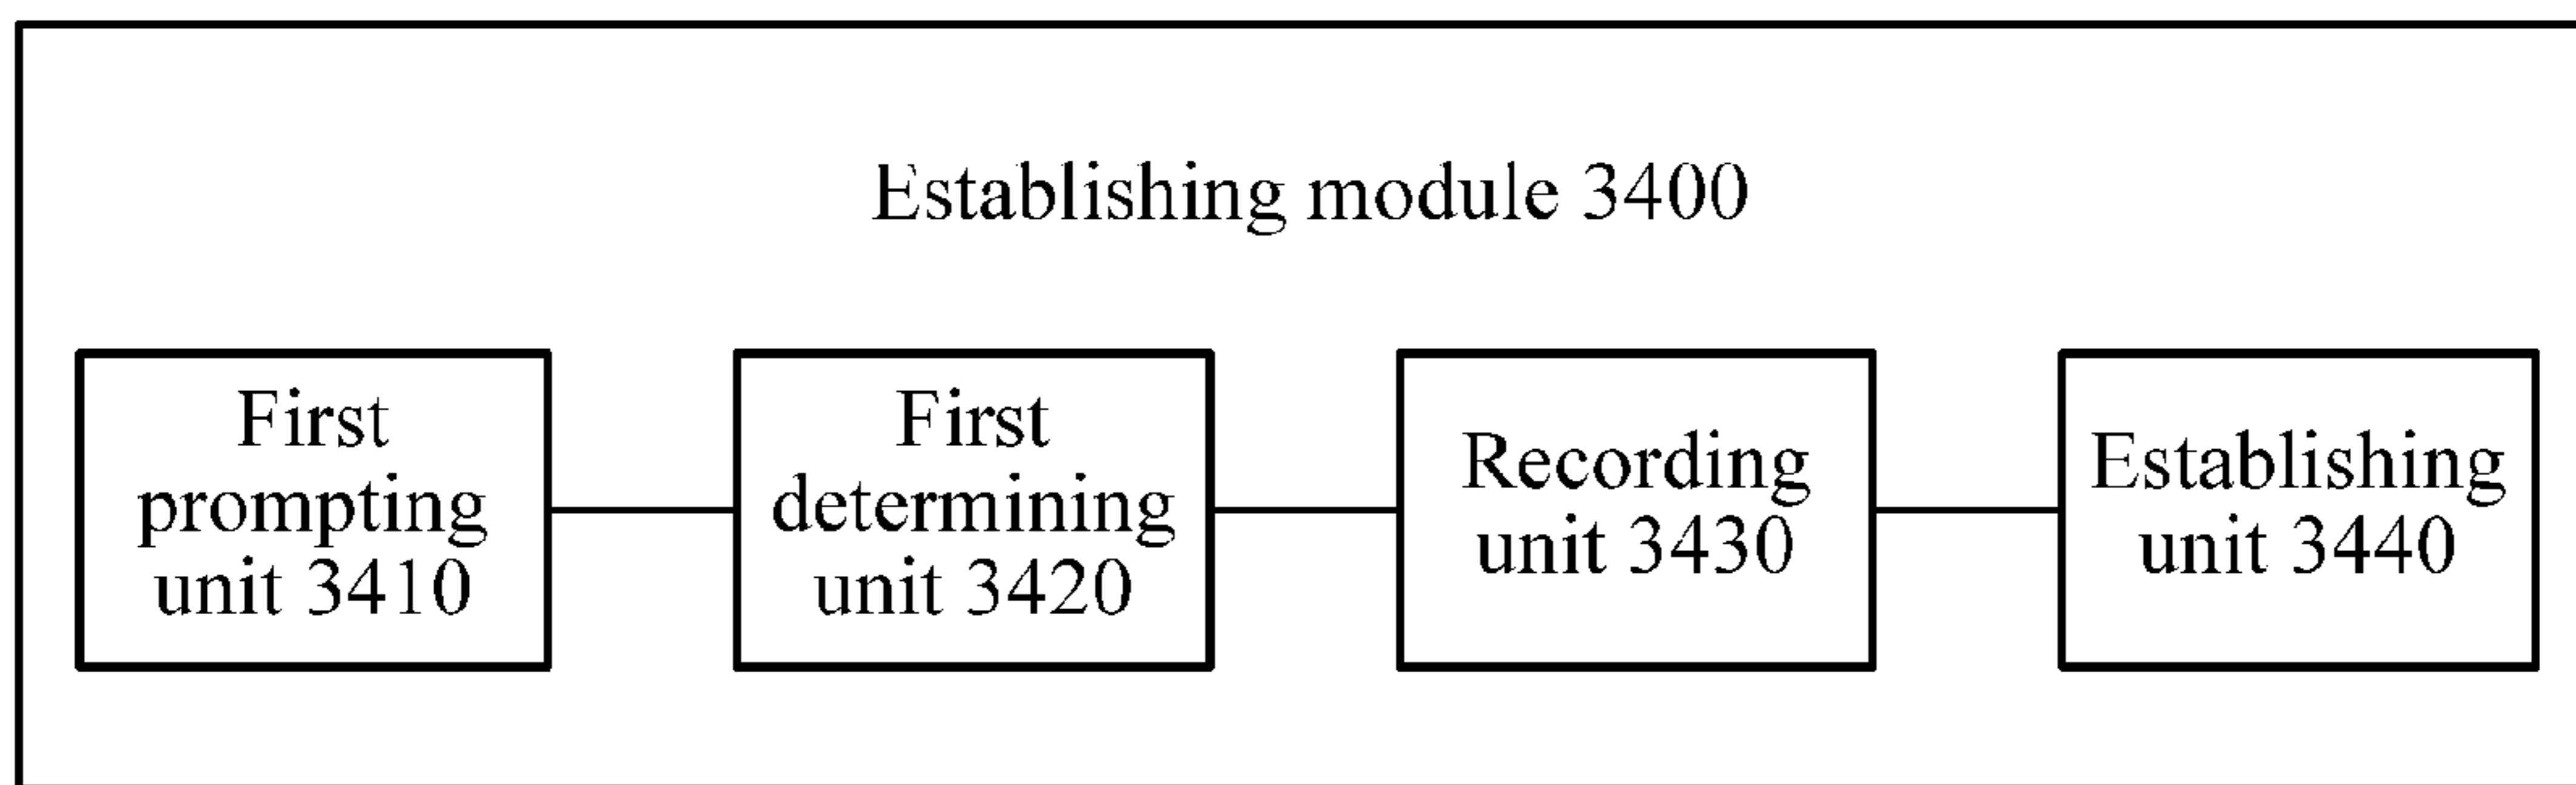 Establishing module 3400
First
prompting
unit 3410
First
determining
unit 3420
Recording
unit 3430
Establishing
unit 3440